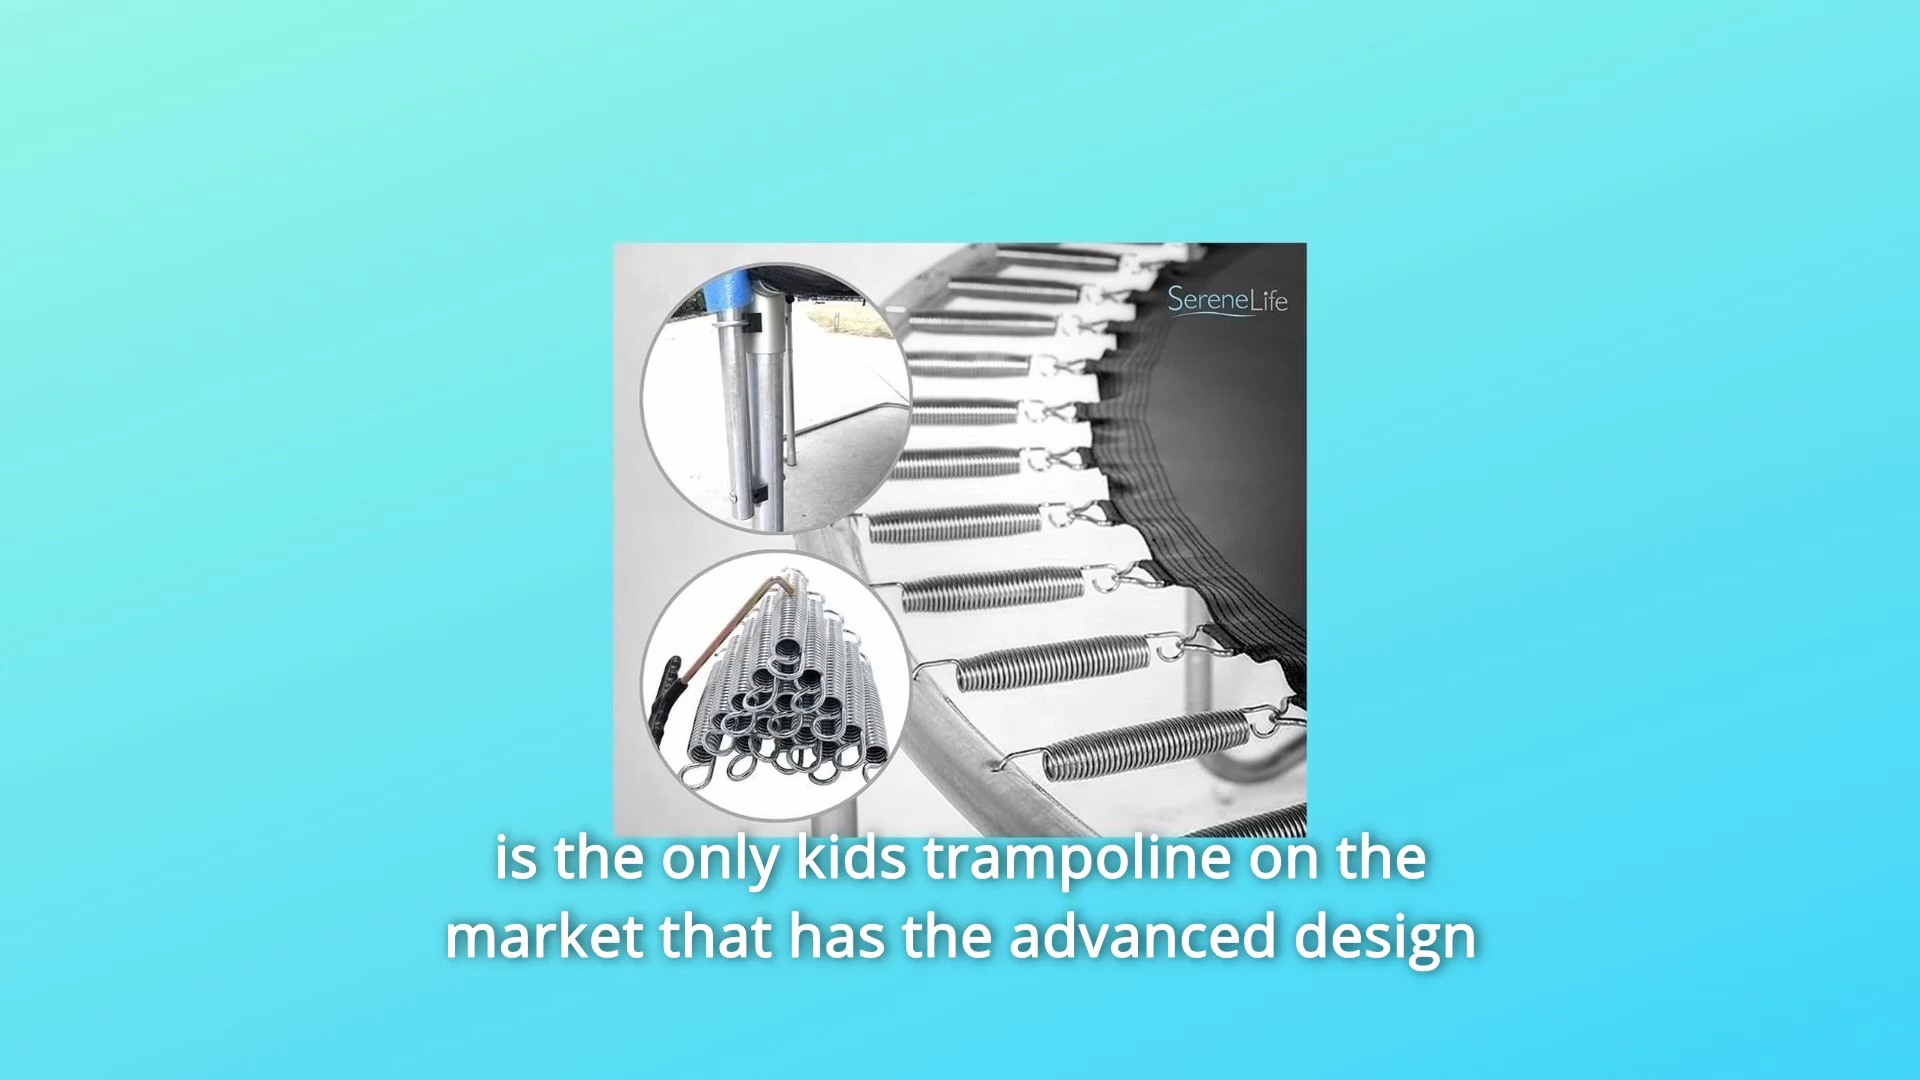 SereneLife
is the only kids trampoline on the
market that has the advanced design